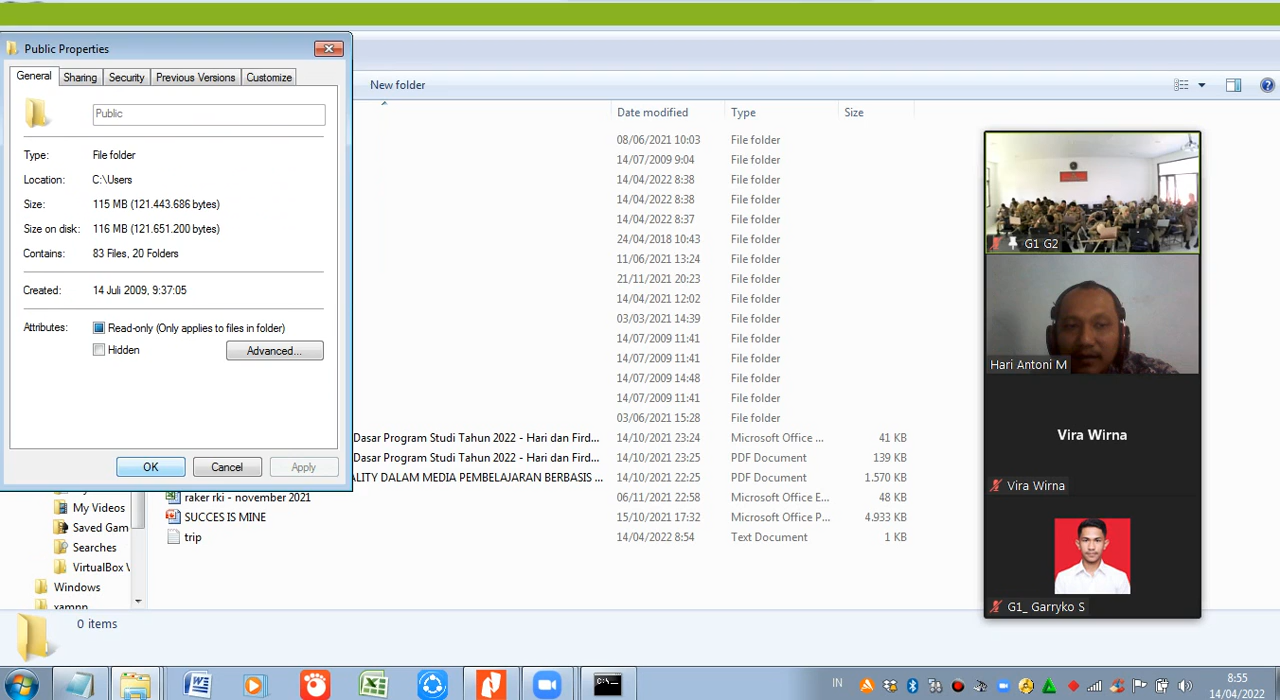 Public Properties
General Sharing Security Previous Versions Customize
Public
Type: File folder
Location: C:\Users
Size: 115 MB (121.443.686 bytes)
Size on disk: 116 MB (121.651.200 bytes)
Contains: 83 Files, 20 Folders
Created: 14 Juli 2009, 9:37:05
Attributes: Read-only (Only applies to files in folder)
Hidden
Advanced...
OK Cancel Apply
New folder
Date modified Type Size
08/06/2021 10:03 File folder
14/07/2009 9:04 File folder
14/04/2022 8:38 File folder
14/04/2022 8:38 File folder
14/04/2022 8:37 File folder
24/04/2018 10:43 File folder
11/06/2021 13:24 File folder
21/11/2021 20:23 File folder
14/04/2021 12:02 File folder
03/03/2021 14:39 File folder
14/07/2009 11:41 File folder
14/07/2009 11:41 File folder
14/07/2009 14:48 File folder
14/07/2009 11:41 File folder
03/06/2021 15:28 File folder
Dasar Program Studi Tahun 2022 - Hari dan Fird... 14/10/2021 23:24 Microsoft Office ... 41 KB
Dasar Program Studi Tahun 2022 - Hari dan Fird... 14/10/2021 23:25 PDF Document 139 KB
ALITY DALAM MEDIA PEMBELAJARAN BERBASIS ... 14/10/2021 22:25 PDF Document 1.570 KB
raker rki - november 2021 06/11/2021 22:58 Microsoft Office E... 48 KB
SUCCES IS MINE 15/10/2021 17:32 Microsoft Office P... 4.933 KB
trip 14/04/2022 8:54 Text Document 1 KB
My Videos
Saved Gam
Searches
VirtualBox V
Windows
xampp
0 items
G1 G2
Hari Antoni M
Vira Wirna
Vira Wirna
G1_ Garryko S
IN
8:55
14/04/2022